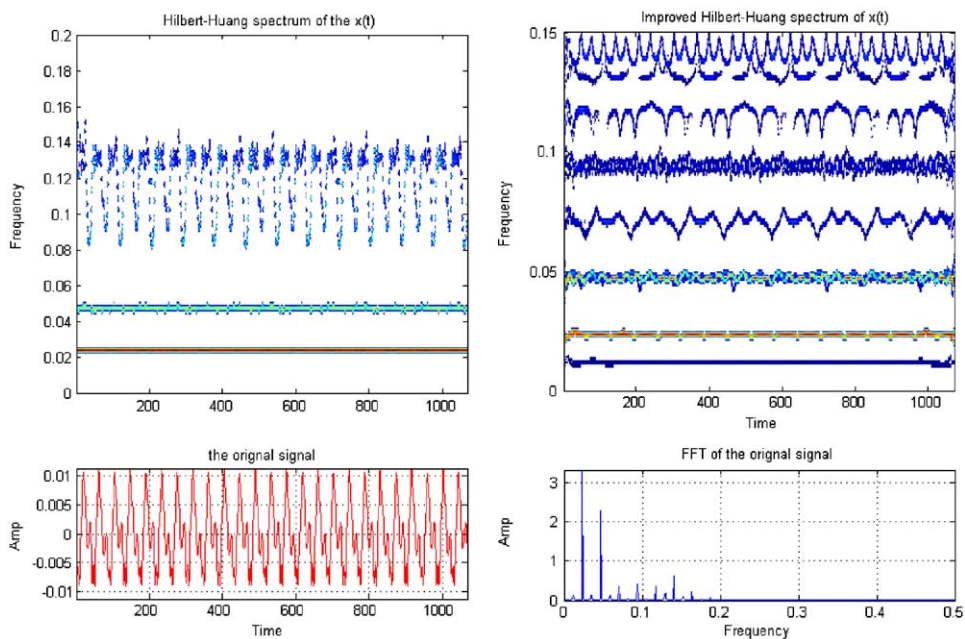 Hilbert-Huang spectrum of the x(t)
0.2
0.18
0.16
0.14
0.12
0.1
0.08
0.06
0.04
0.02
0
Frequency
200 400 600 800 1000
Improved Hilbert-Huang spectrum of x(t)
0.15
0.1
0.05
0
Frequency
200 400 600 800 1000
Time
the orignal signal
0.01
0.005
0
-0.005
-0.01
Amp
200 400 600 800 1000
Time
FFT of the orignal signal
3
2
1
0
Amp
0 0.1 0.2 0.3 0.4 0.5
Frequency